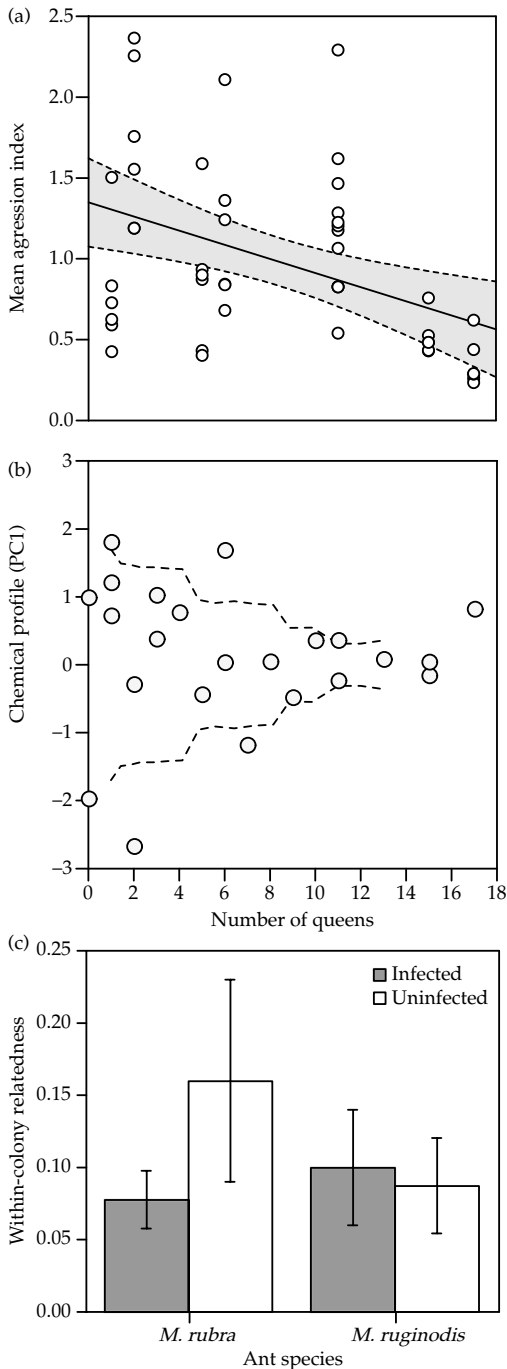 (a)
2.5
2.0
1.5
1.0
0.5
0.0
Mean agression index
(b)
3
2
1
0
–1
–2
–3
Chemical profile (PC1)
0 2 4 6 8 10 12 14 16 18
Number of queens
(c)
0.25
0.20
0.15
0.10
0.05
0.00
Within-colony relatedness
Infected
Uninfected
M. rubra M. ruginodis
Ant species